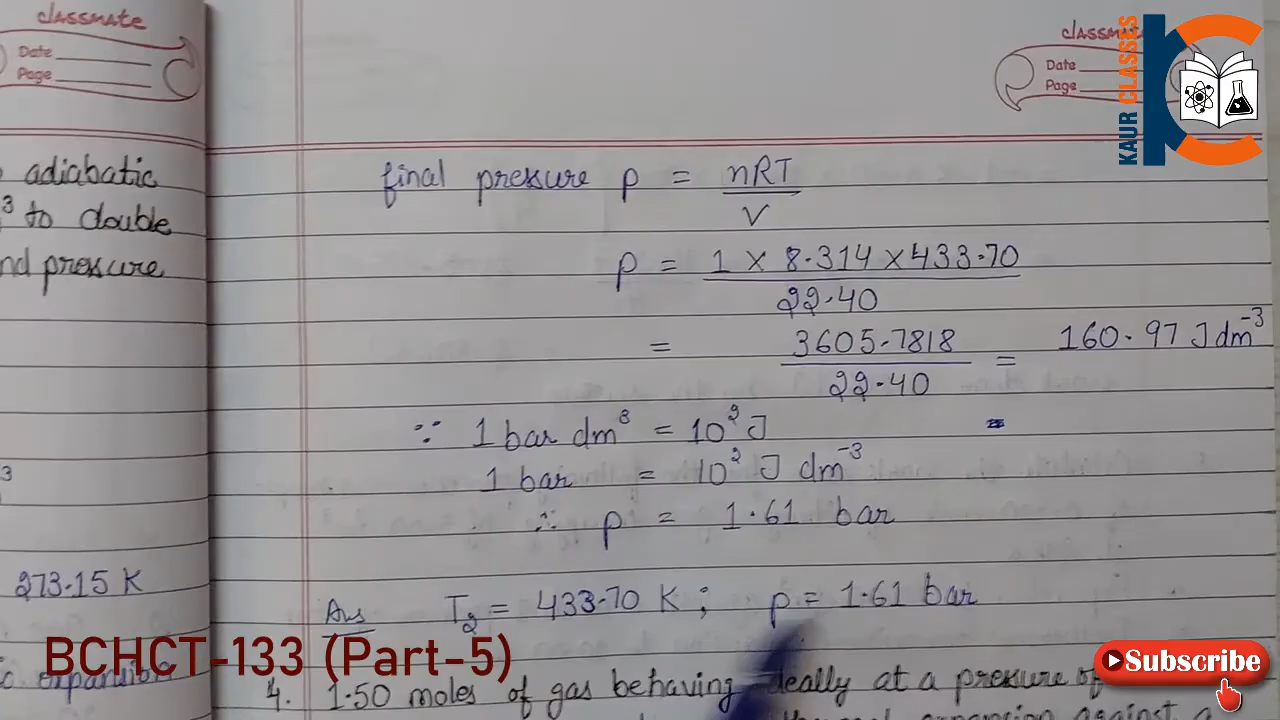 classmate
Date
Page
classmate
Date
Page
KAUR CLASSES
adiabatic
3 to double
nd pressure
3
273.15 K
final pressure p = nRT / V
p = 1 × 8.314 × 433.70 / 22.40
= 3605.7818 / 22.40 = 160.97 J dm⁻³
∵ 1 bar dm³ = 10² J =
1 bar = 10² J dm⁻³
∴ p = 1.61 bar
Ans T₂ = 433.70 K ; p = 1.61 bar
BCHCT-133 (Part-5)
Subscribe
4. 1.50 moles of gas behaving ideally at a pressure of
expansion against a